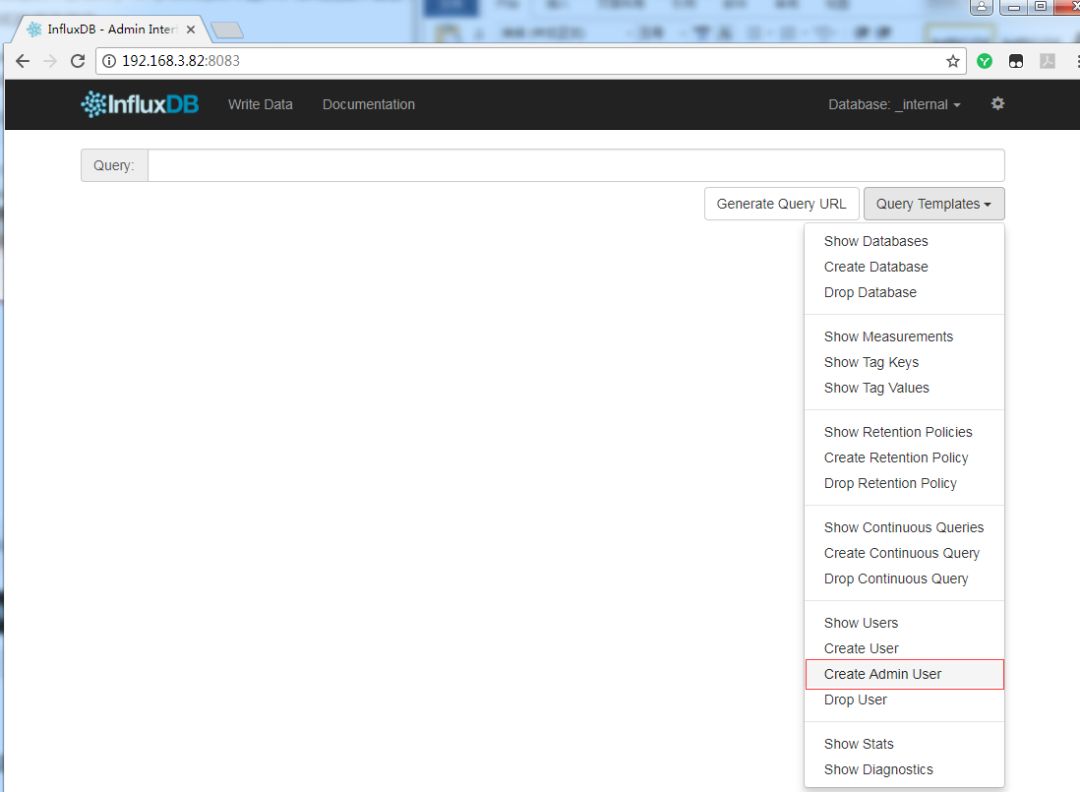 InfluxDB - Admin Inter
192.168.3.82:8083
InfluxDB Write Data Documentation Database: _internal
Query:
Generate Query URL Query Templates
Show Databases
Create Database
Drop Database
Show Measurements
Show Tag Keys
Show Tag Values
Show Retention Policies
Create Retention Policy
Drop Retention Policy
Show Continuous Queries
Create Continuous Query
Drop Continuous Query
Show Users
Create User
Create Admin User
Drop User
Show Stats
Show Diagnostics